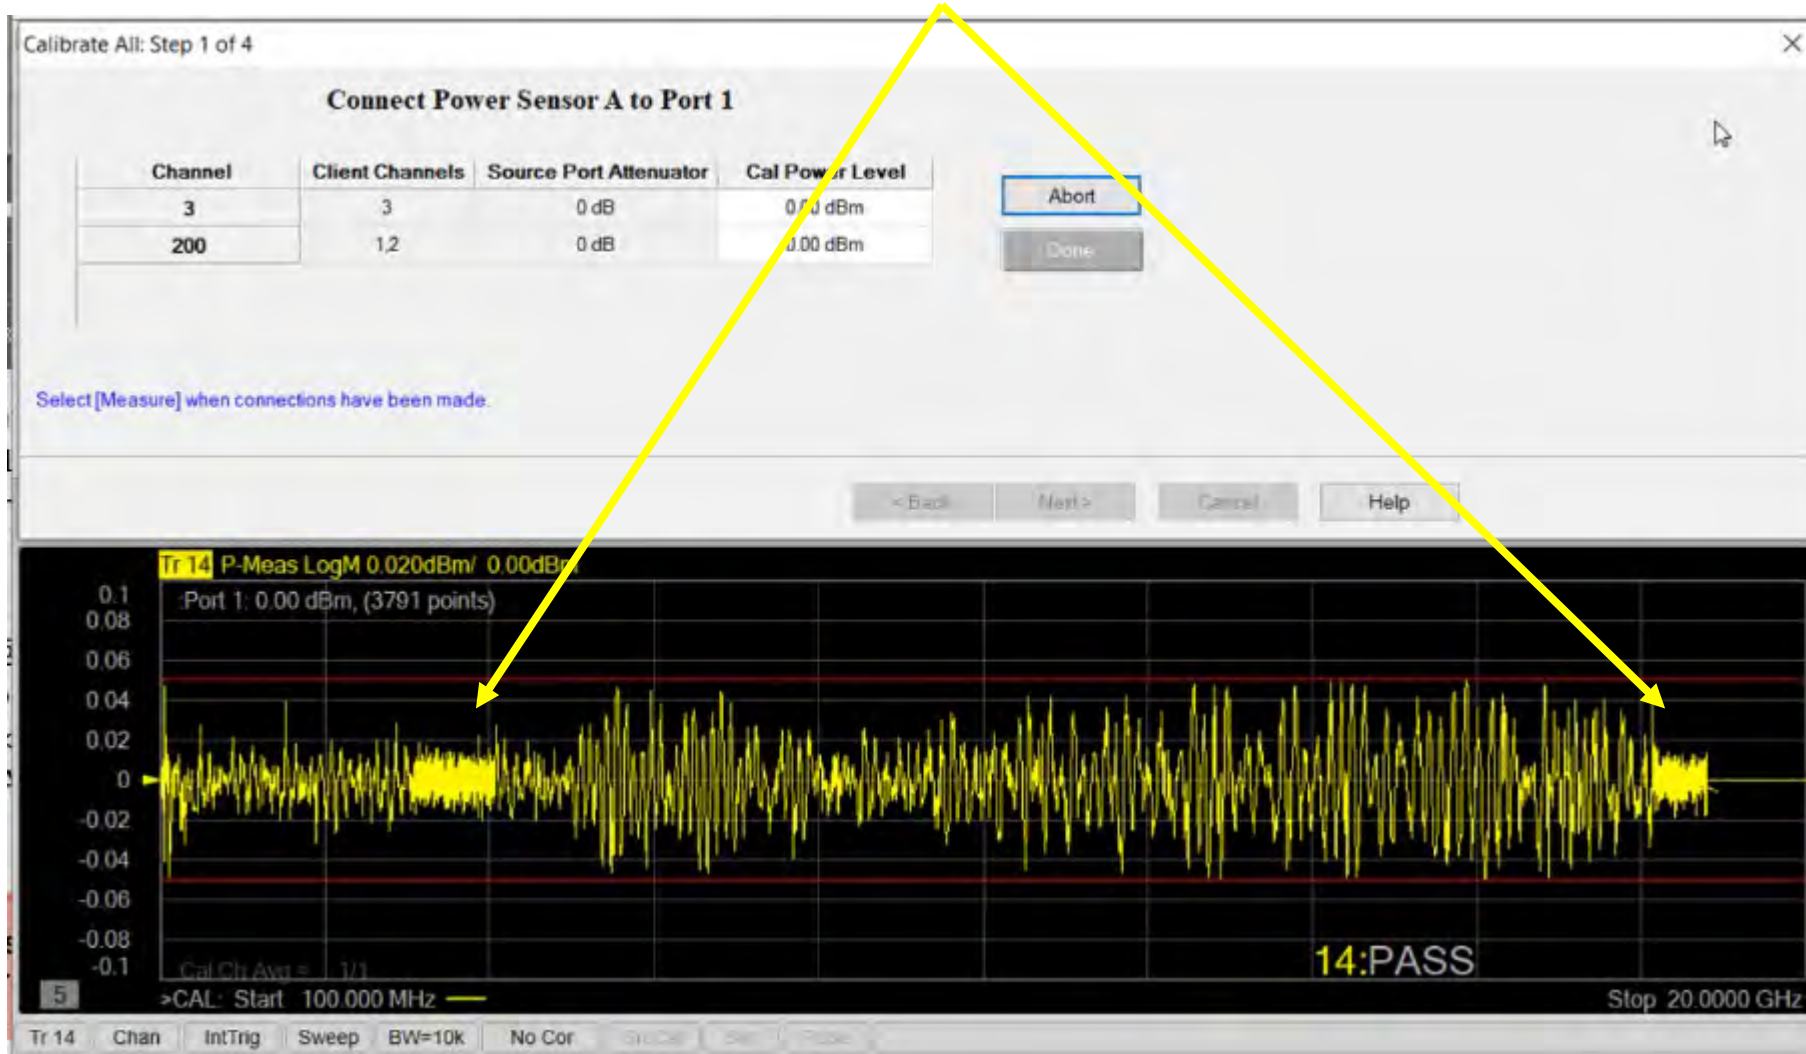 Calibrate All: Step 1 of 4
Connect Power Sensor A to Port 1
Channel Client Channels Source Port Attenuator Cal Power Level
3 3 0 dB 0.00 dBm
200 1,2 0 dB 0.00 dBm
Abort
Done
Select [Measure] when connections have been made.
< Back Next > Cancel Help
Tr 14 P-Meas LogM 0.020dBm/ 0.00dBm
Port 1: 0.00 dBm, (3791 points)
0.1
0.08
0.06
0.04
0.02
0
-0.02
-0.04
-0.06
-0.08
-0.1
14:PASS
Cal Ch Avg = 1/1
5 >CAL: Start 100.000 MHz Stop 20.0000 GHz
Tr 14 Chan IntTrig Sweep BW=10k No Cor